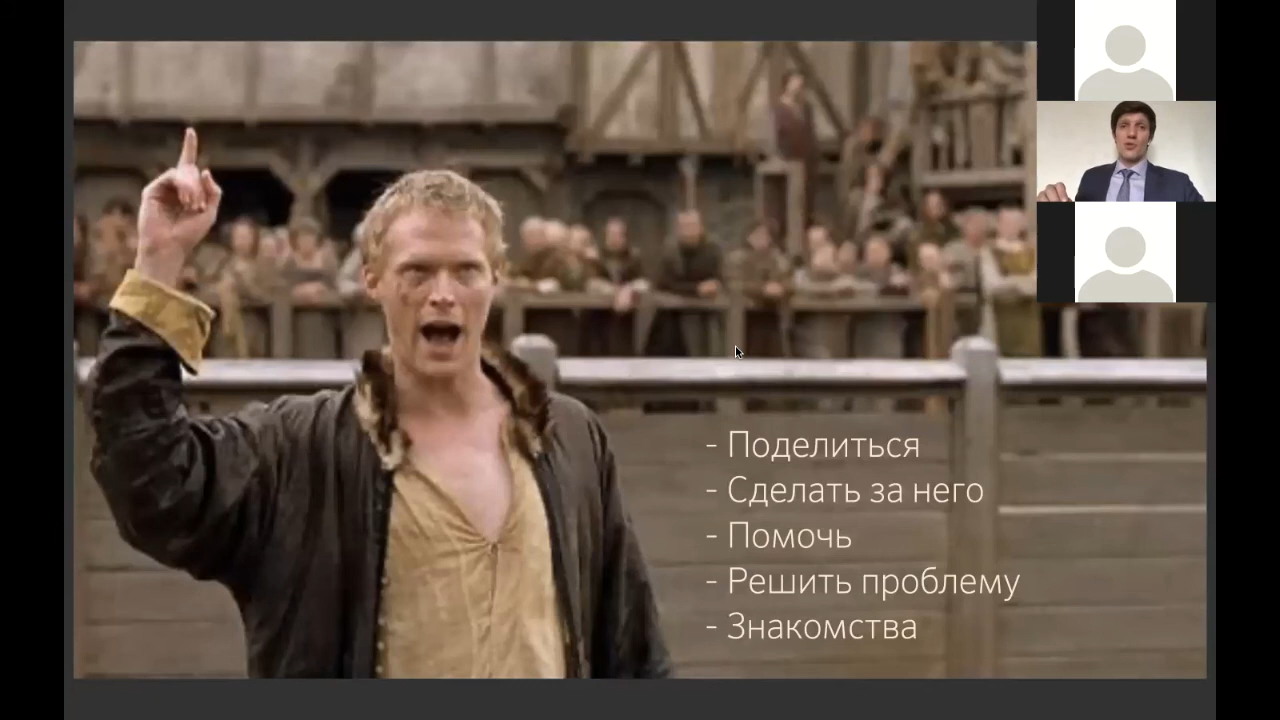 - Поделиться
- Сделать за него
- Помочь
- Решить проблему
- Знакомства